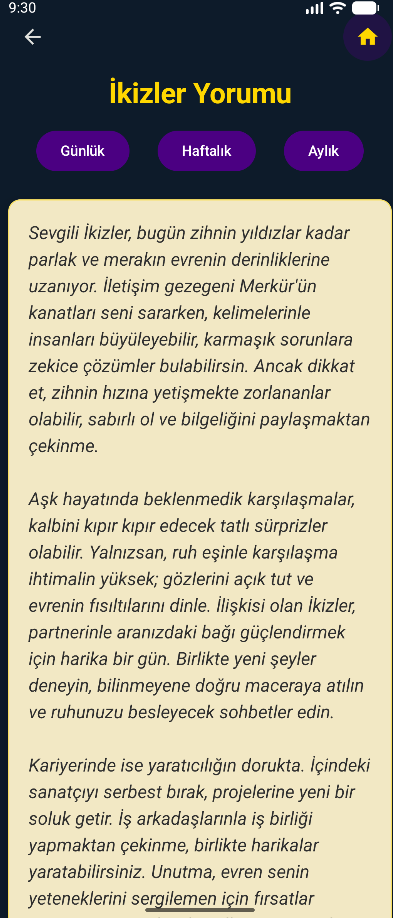 9:30
İkizler Yorumu
Günlük Haftalık Aylık
Sevgili İkizler, bugün zihnin yıldızlar kadar
parlak ve merakın evrenin derinliklerine
uzanıyor. İletişim gezegeni Merkür'ün
kanatları seni sararken, kelimelerinle
insanları büyüleyebilir, karmaşık sorunlara
zekice çözümler bulabilirsin. Ancak dikkat
et, zihnin hızına yetişmekte zorlananlar
olabilir, sabırlı ol ve bilgeliğini paylaşmaktan
çekinme.
Aşk hayatında beklenmedik karşılaşmalar,
kalbini kıpır kıpır edecek tatlı sürprizler
olabilir. Yalnızsan, ruh eşinle karşılaşma
ihtimalin yüksek; gözlerini açık tut ve
evrenin fısıltılarını dinle. İlişkisi olan İkizler,
partnerinle aranızdaki bağı güçlendirmek
için harika bir gün. Birlikte yeni şeyler
deneyin, bilinmeyene doğru maceraya atılın
ve ruhunuzu besleyecek sohbetler edin.
Kariyerinde ise yaratıcılığın dorukta. İçindeki
sanatçıyı serbest bırak, projelerine yeni bir
soluk getir. İş arkadaşlarınla iş birliği
yapmaktan çekinme, birlikte harikalar
yaratabilirsiniz. Unutma, evren senin
yeteneklerini sergilemen için fırsatlar